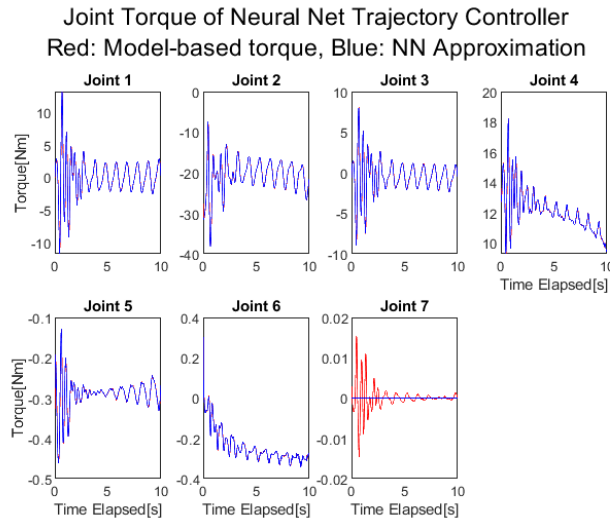 Joint Torque of Neural Net Trajectory Controller
Red: Model-based torque, Blue: NN Approximation
Joint 1
Joint 2
Joint 3
Joint 4
Torque[Nm]
10
5
0
-5
-10
0 5 10
0
-10
-20
-30
-40
0 5 10
10
5
0
-5
-10
0 5 10
20
18
16
14
12
10
0 5 10
Time Elapsed[s]
Joint 5
Joint 6
Joint 7
Torque[Nm]
-0.1
-0.2
-0.3
-0.4
-0.5
0 5 10
Time Elapsed[s]
0.4
0.2
0
-0.2
-0.4
0 5 10
Time Elapsed[s]
0.02
0.01
0
-0.01
-0.02
0 5 10
Time Elapsed[s]